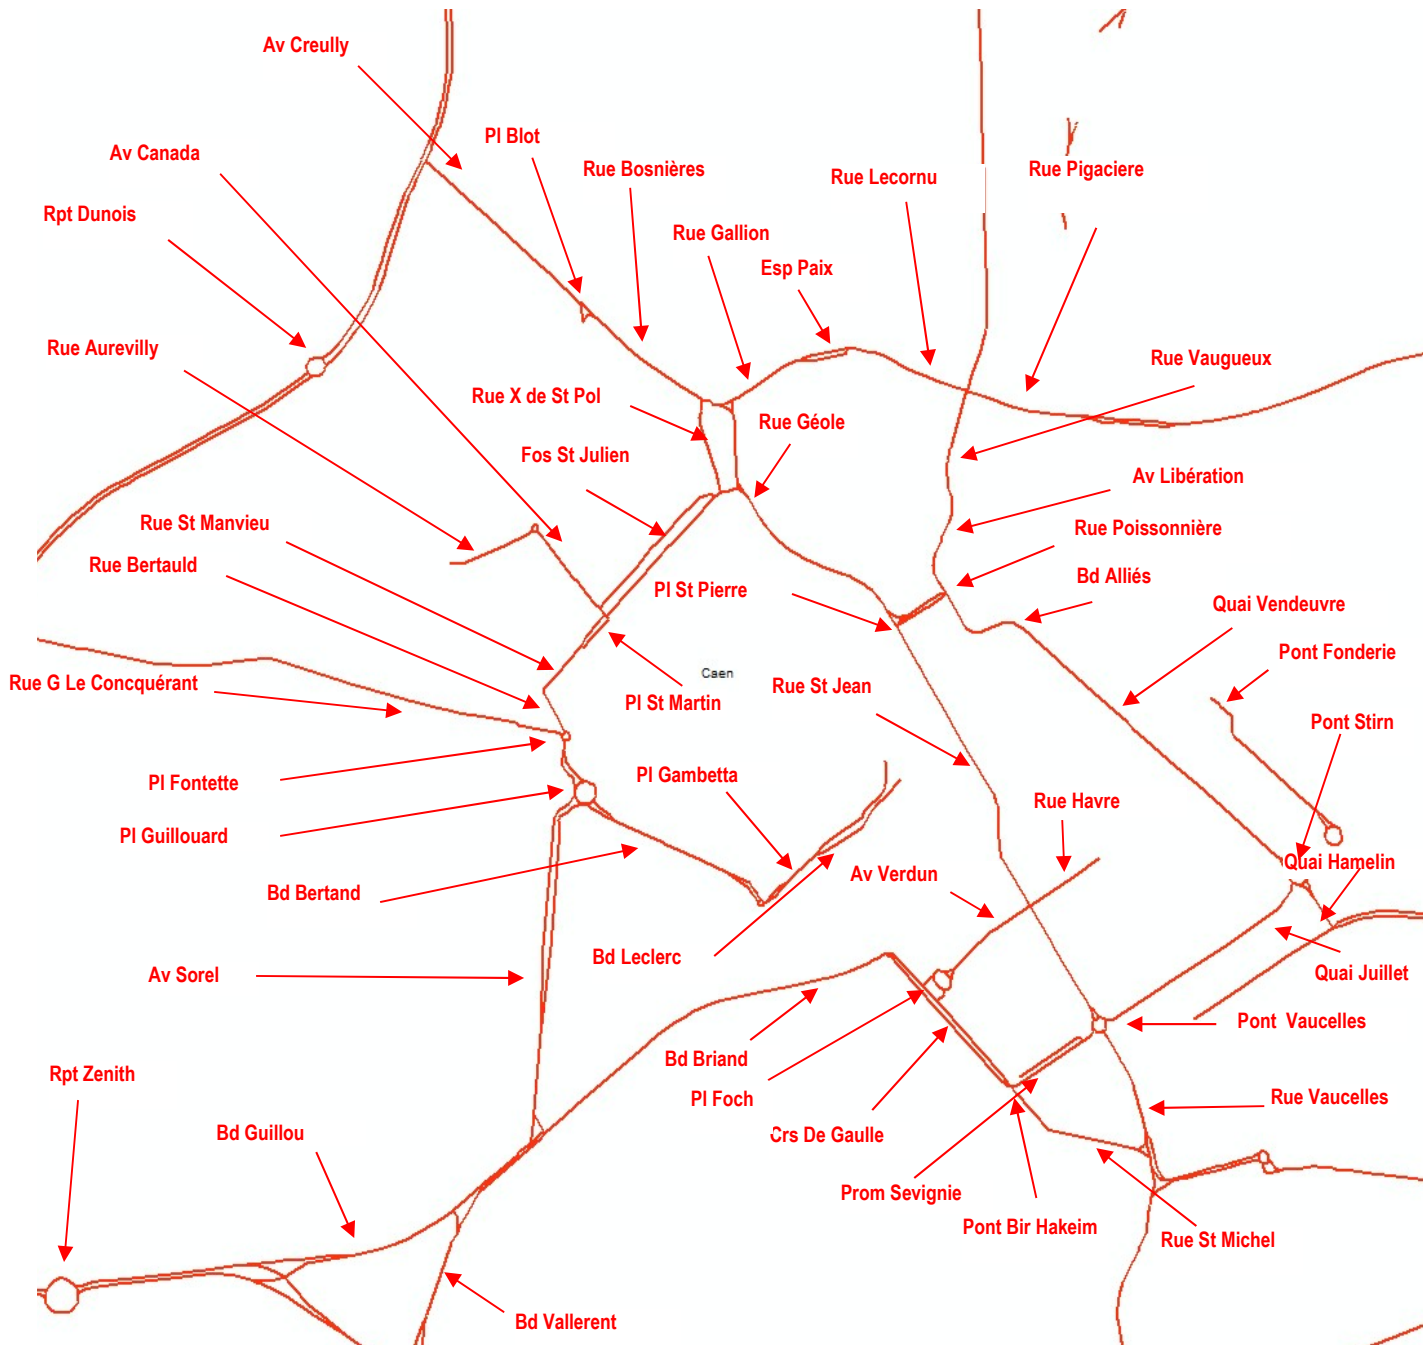 Av Creully
Pl Blot
Av Canada
Rue Bosnières
Rue Lecornu
Rue Pigaciere
Rpt Dunois
Rue Gallion
Esp Paix
Rue Aurevilly
Rue Vaugueux
Rue X de St Pol
Rue Géole
Fos St Julien
Av Libération
Rue St Manvieu
Rue Poissonnière
Rue Bertauld
Bd Alliés
Pl St Pierre
Quai Vendeuvre
Pont Fonderie
Caen
Rue G Le Concquérant
Rue St Jean
Pl St Martin
Pont Stirn
Pl Fontette
Pl Gambetta
Rue Havre
Pl Guillouard
Quai Hamelin
Av Verdun
Bd Bertand
Bd Leclerc
Av Sorel
Quai Juillet
Pont Vaucelles
Bd Briand
Rpt Zenith
Pl Foch
Rue Vaucelles
Bd Guillou
Crs De Gaulle
Prom Sevignie
Pont Bir Hakeim
Rue St Michel
Bd Vallerent